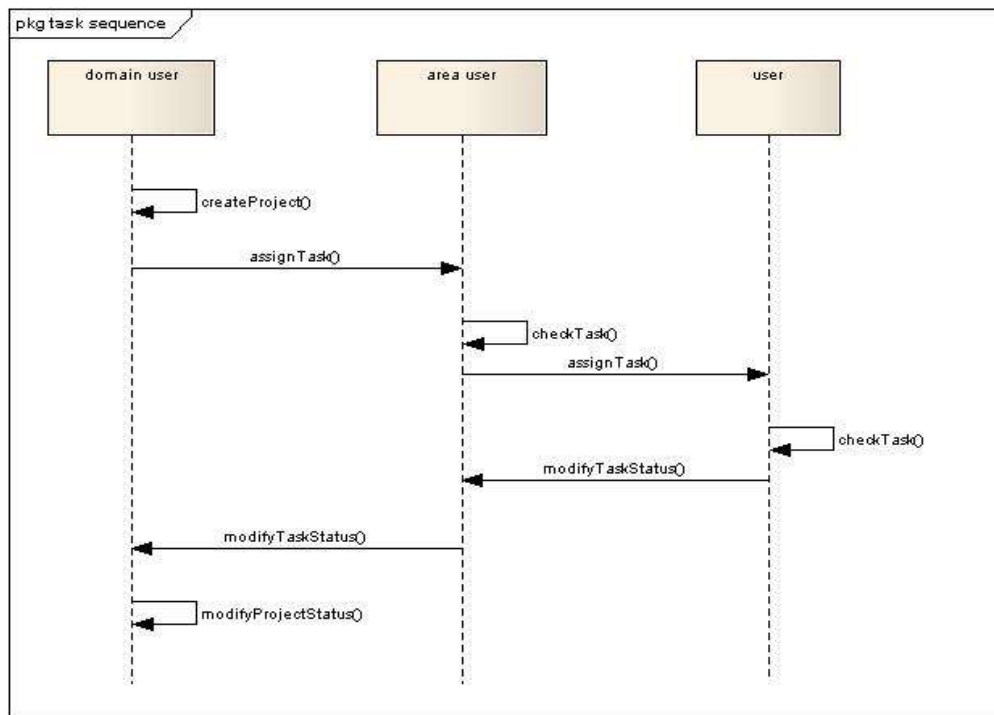 pkg task sequence
domain user
area user
user
createProject()
assignTask()
checkTask()
assignTask()
checkTask()
modifyTaskStatus()
modifyTaskStatus()
modifyProjectStatus()